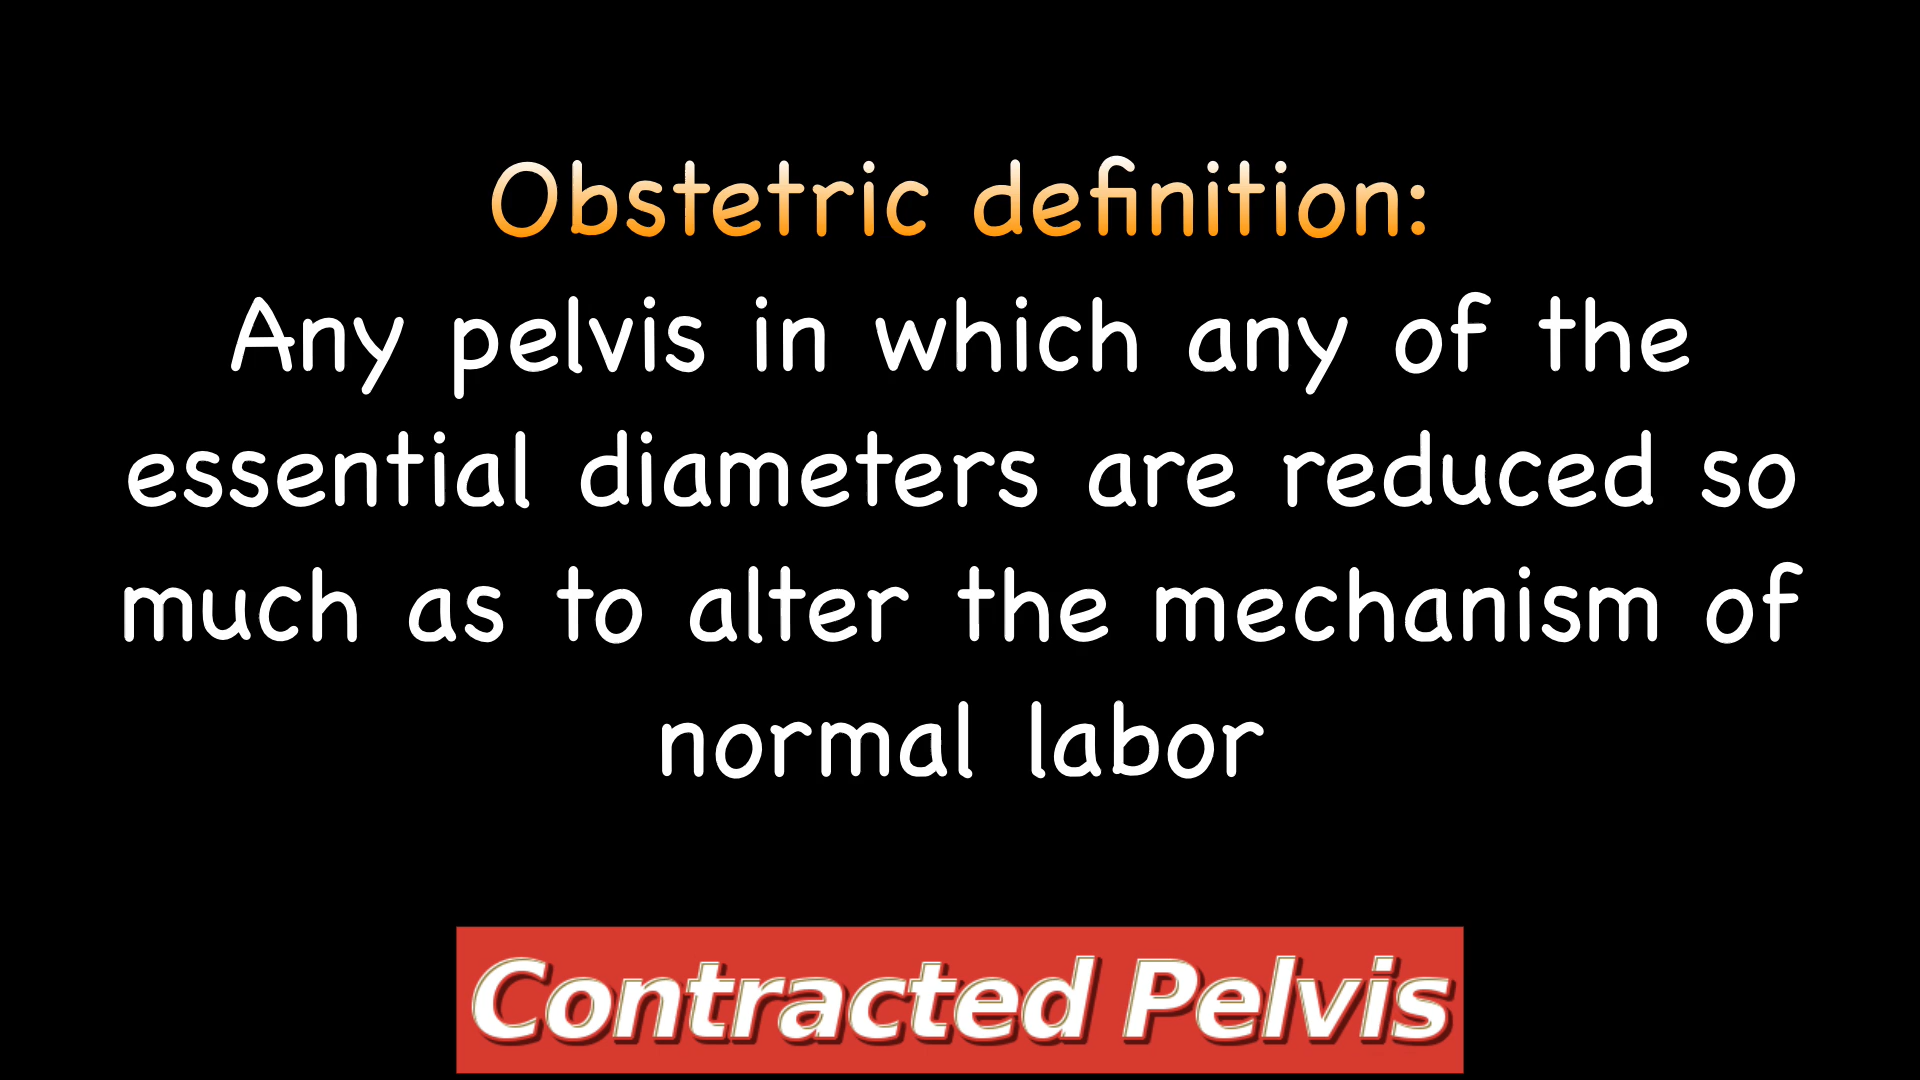 Obstetric definition:
Any pelvis in which any of the
essential diameters are reduced so
much as to alter the mechanism of
normal labor
Contracted Pelvis